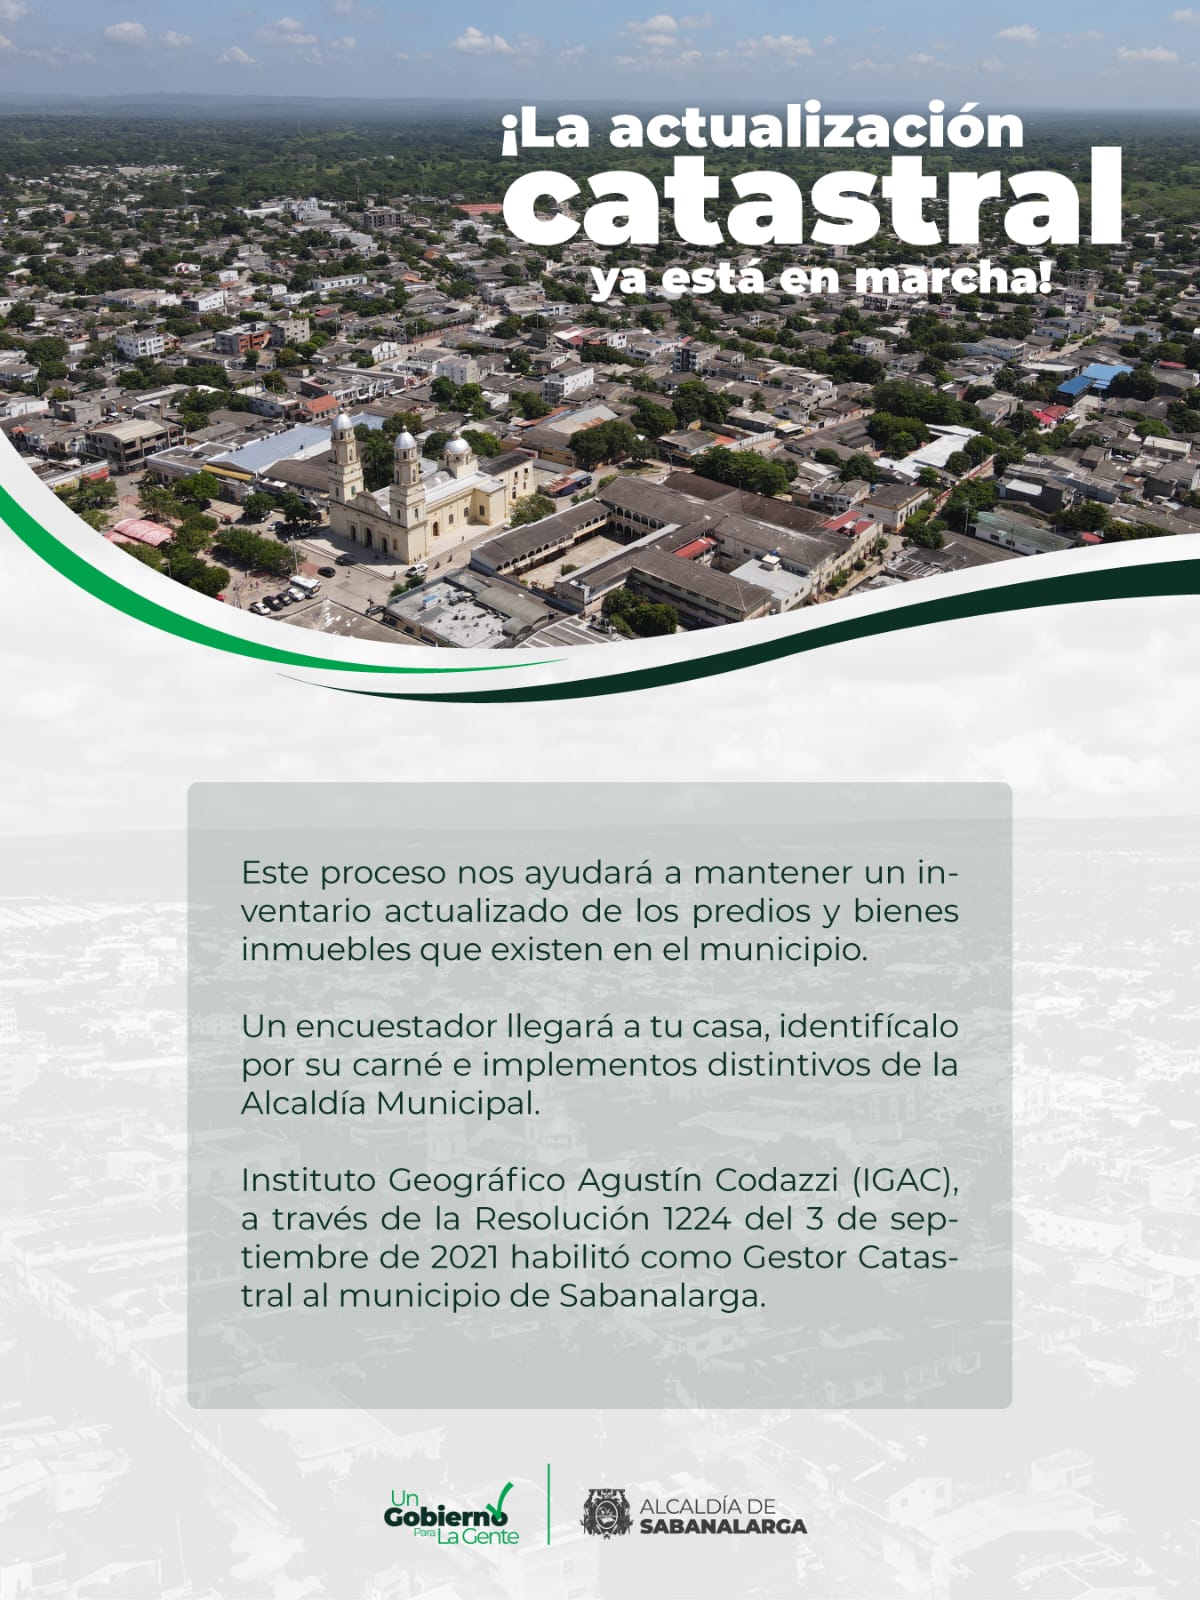 ¡La actualización
catastral
ya está en marcha!
Este proceso nos ayudará a mantener un in-
ventario actualizado de los predios y bienes
inmuebles que existen en el municipio.
Un encuestador llegará a tu casa, identifícalo
por su carné e implementos distintivos de la
Alcaldía Municipal.
Instituto Geográfico Agustín Codazzi (IGAC),
a través de la Resolución 1224 del 3 de sep-
tiembre de 2021 habilitó como Gestor Catas-
tral al municipio de Sabanalarga.
Un
Gobierno
Para La Gente
ALCALDÍA DE
SABANALARGA